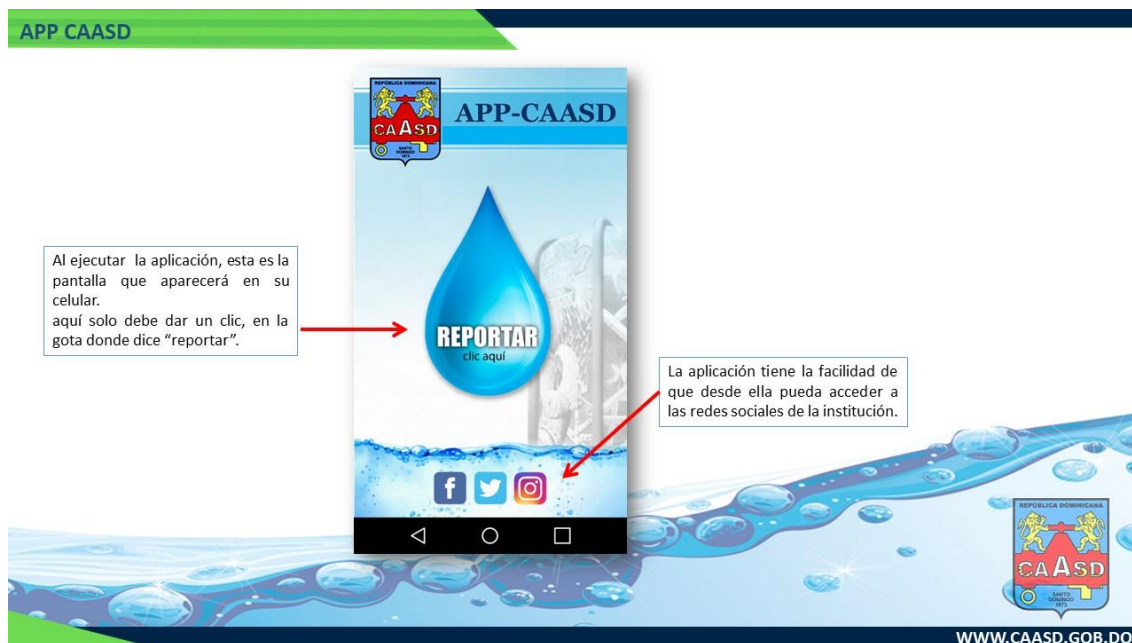 APP CAASD
REPÚBLICA DOMINICANA
CAASD
SANTO
DOMINGO
1973
APP-CAASD
Al ejecutar la aplicación, esta es la
pantalla que aparecerá en su
celular.
aquí solo debe dar un clic, en la
gota donde dice “reportar”.
REPORTAR
clic aquí
La aplicación tiene la facilidad de
que desde ella pueda acceder a
las redes sociales de la institución.
REPÚBLICA DOMINICANA
CAASD
SANTO
DOMINGO
1973
WWW.CAASD.GOB.DO